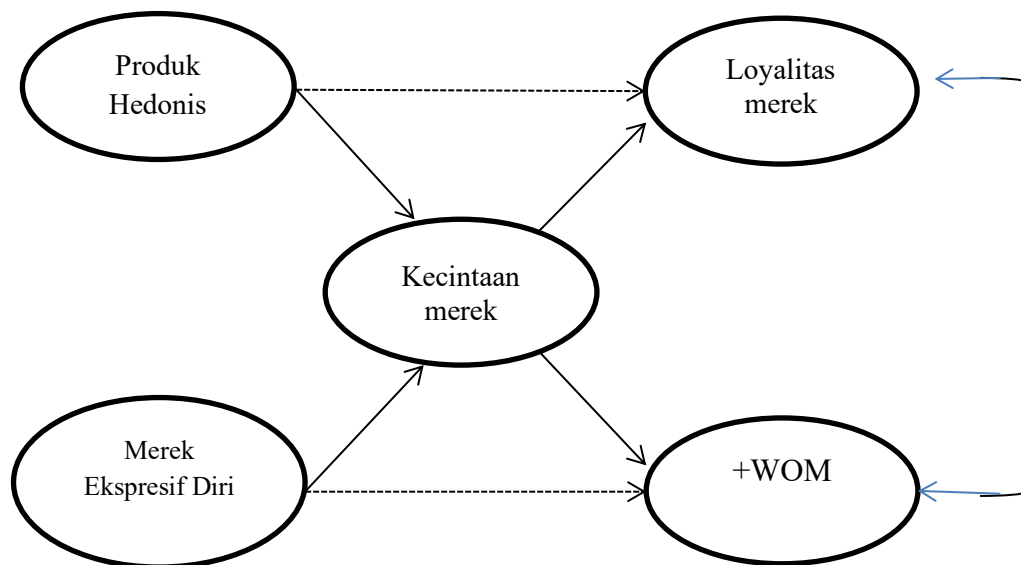 Produk
Hedonis
Loyalitas
merek
Kecintaan
merek
Merek
Ekspresif Diri
+WOM